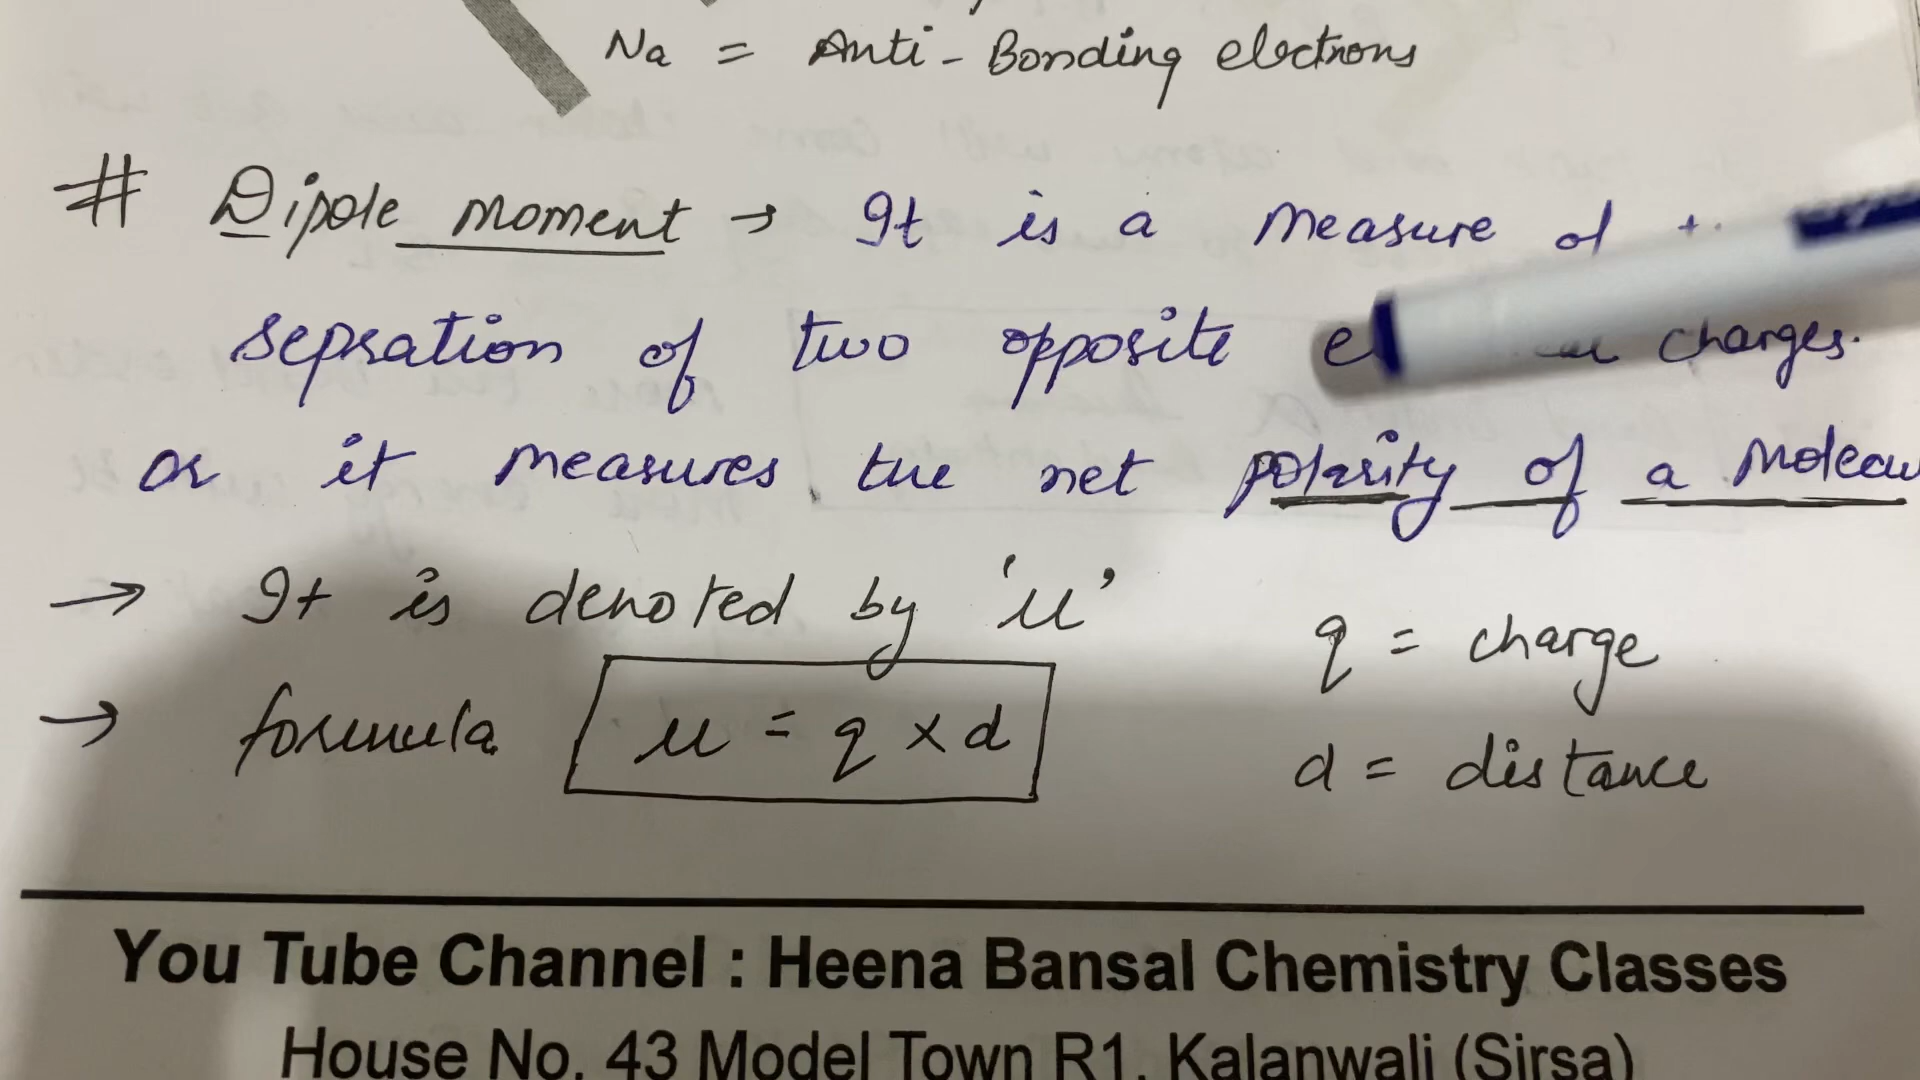 Na = Anti-Bonding electrons
# Dipole moment → It is a measure of
sepration of two opposite charges.
or it measures the net polarity of a
→ It is denoted by 'μ'
q = charge
→ formula μ = q × d
d = distance
You Tube Channel : Heena Bansal Chemistry Classes
House No. 43 Model Town R1, Kalanwali (Sirsa)